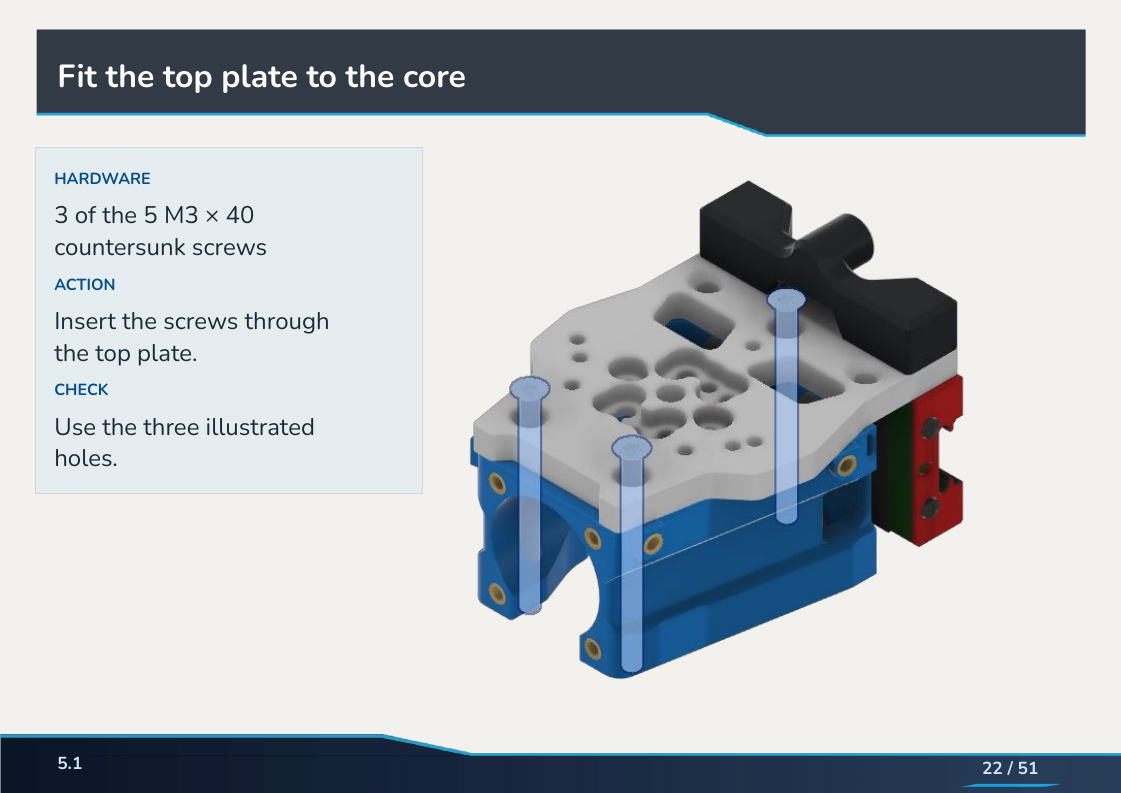 Fit the top plate to the core
HARDWARE
3 of the 5 M3 × 40
countersunk screws
ACTION
Insert the screws through
the top plate.
CHECK
Use the three illustrated
holes.
5.1
22 / 51